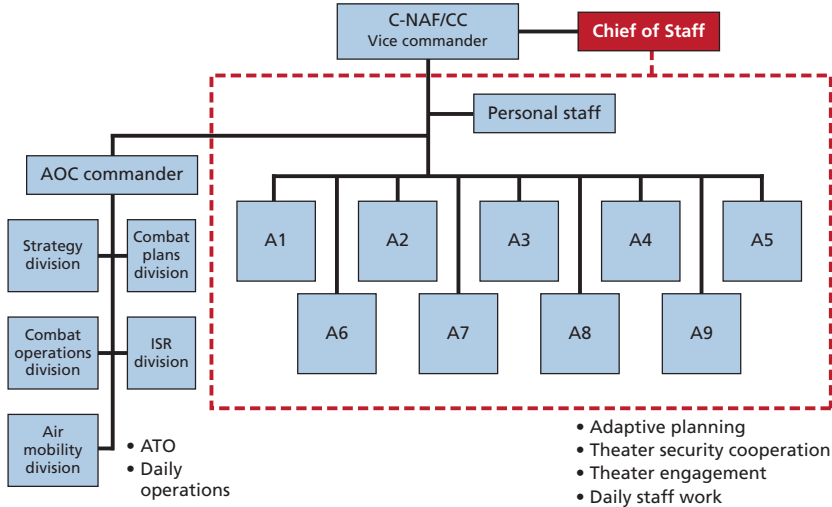 C-NAF/CC
Vice commander
Chief of Staff
Personal staff
AOC commander
Strategy
division
Combat
plans
division
Combat
operations
division
ISR
division
Air
mobility
division
• ATO
• Daily
operations
A1
A2
A3
A4
A5
A6
A7
A8
A9
• Adaptive planning
• Theater security cooperation
• Theater engagement
• Daily staff work